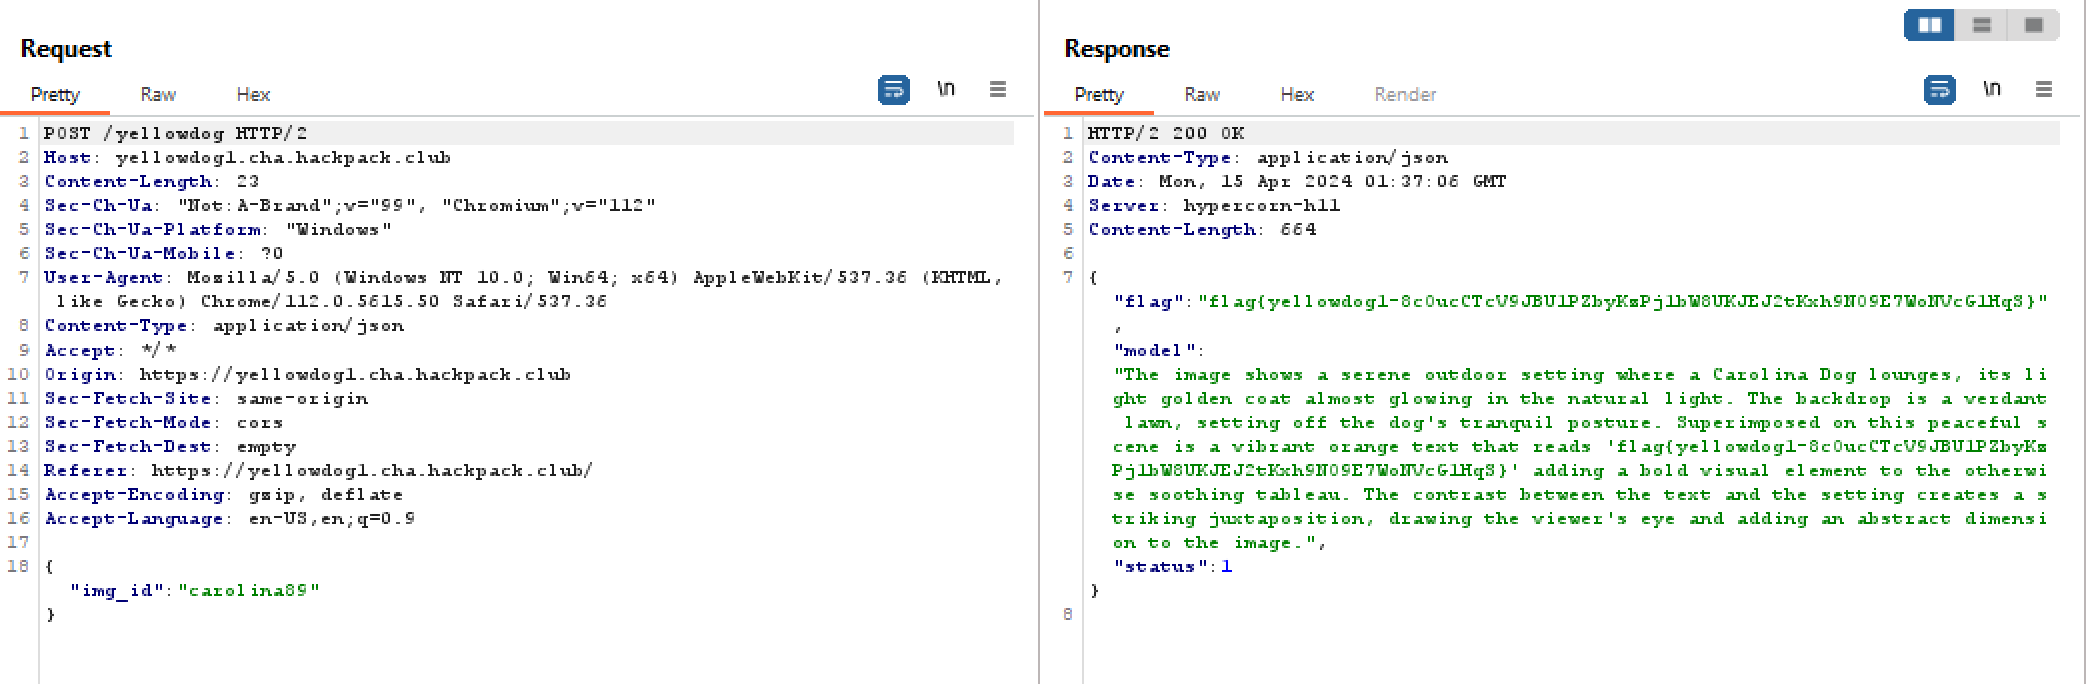 Request
Pretty Raw Hex
\n
1 POST /yellowdog HTTP/2
2 Host: yellowdog1.cha.hackpack.club
3 Content-Length: 23
4 Sec-Ch-Ua: "Not:A-Brand";v="99", "Chromium";v="112"
5 Sec-Ch-Ua-Platform: "Windows"
6 Sec-Ch-Ua-Mobile: ?0
7 User-Agent: Mozilla/5.0 (Windows NT 10.0; Win64; x64) AppleWebKit/537.36 (KHTML,
like Gecko) Chrome/112.0.5615.50 Safari/537.36
8 Content-Type: application/json
9 Accept: */*
10 Origin: https://yellowdog1.cha.hackpack.club
11 Sec-Fetch-Site: same-origin
12 Sec-Fetch-Mode: cors
13 Sec-Fetch-Dest: empty
14 Referer: https://yellowdog1.cha.hackpack.club/
15 Accept-Encoding: gzip, deflate
16 Accept-Language: en-US,en;q=0.9
17
18 {
"img_id":"carolina89"
}
Response
Pretty Raw Hex Render
\n
1 HTTP/2 200 OK
2 Content-Type: application/json
3 Date: Mon, 15 Apr 2024 01:37:06 GMT
4 Server: hypercorn-h11
5 Content-Length: 664
6
7 {
"flag":"flag{yellowdog1-8c0ucCTcV9JBU1PZbyKzPj1bW8UKJEJ2tKxh9N09E7WoNVcG1HqS}"
,
"model":
"The image shows a serene outdoor setting where a Carolina Dog lounges, its li
ght golden coat almost glowing in the natural light. The backdrop is a verdant
lawn, setting off the dog's tranquil posture. Superimposed on this peaceful s
cene is a vibrant orange text that reads 'flag{yellowdog1-8c0ucCTcV9JBU1PZbyKz
Pj1bW8UKJEJ2tKxh9N09E7WoNVcG1HqS}' adding a bold visual element to the otherwi
se soothing tableau. The contrast between the text and the setting creates a s
triking juxtaposition, drawing the viewer's eye and adding an abstract dimensi
on to the image.",
"status":1
}
8